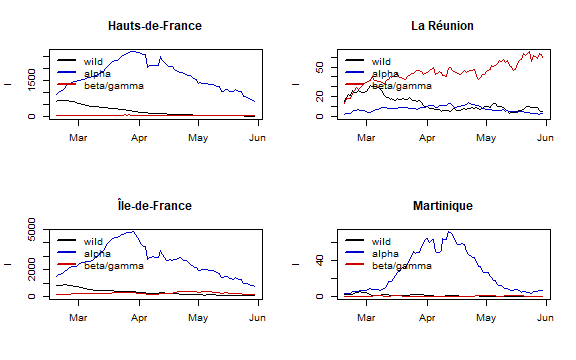 Hauts-de-France
I
0
1500
wild
alpha
beta/gamma
Mar
Apr
May
Jun
La Réunion
I
0
20
50
wild
alpha
beta/gamma
Mar
Apr
May
Jun
Île-de-France
I
0
2000
5000
wild
alpha
beta/gamma
Mar
Apr
May
Jun
Martinique
I
0
40
wild
alpha
beta/gamma
Mar
Apr
May
Jun